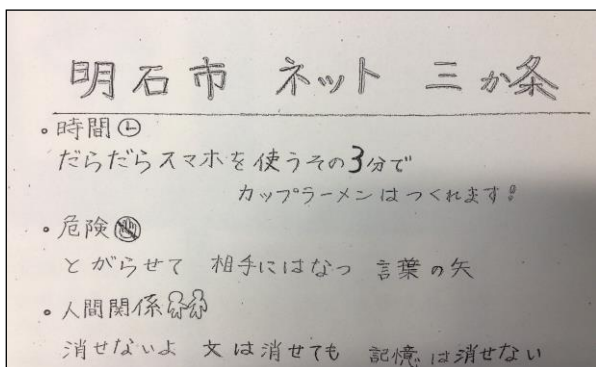 明石市 ネット 三か条
・時間
だらだらスマホを使うその3分で
カップラーメンはつくれます!
・危険
とがらせて 相手にはなつ 言葉の矢
・人間関係
消せないよ 文は消せても 記憶は消せない